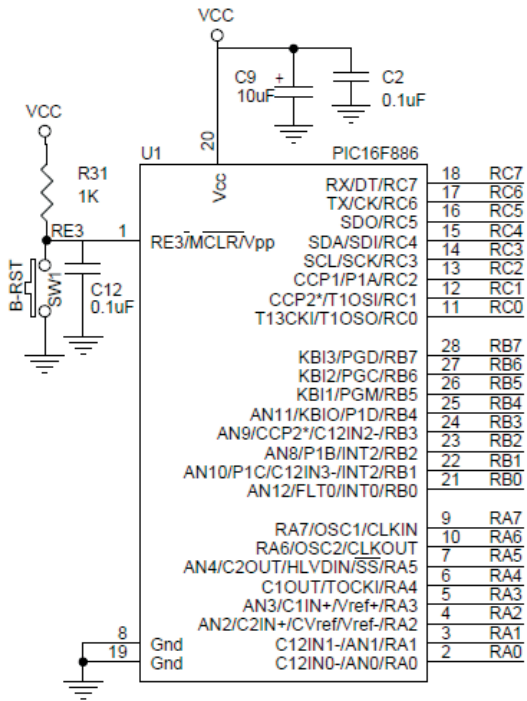 VCC
C9
10uF
+
C2
0.1uF
VCC
R31
1K
20
U1
PIC16F886
Vcc
RE3
1
RE3/MCLR/Vpp
B-RST
SW1
C12
0.1uF
RX/DT/RC7 18 RC7
TX/CK/RC6 17 RC6
SDO/RC5 16 RC5
SDA/SDI/RC4 15 RC4
SCL/SCK/RC3 14 RC3
CCP1/P1A/RC2 13 RC2
CCP2*/T1OSI/RC1 12 RC1
T13CKI/T1OSO/RC0 11 RC0
KBI3/PGD/RB7 28 RB7
KBI2/PGC/RB6 27 RB6
KBI1/PGM/RB5 26 RB5
AN11/KBIO/P1D/RB4 25 RB4
AN9/CCP2*/C12IN2-/RB3 24 RB3
AN8/P1B/INT2/RB2 23 RB2
AN10/P1C/C12IN3-/INT2/RB1 22 RB1
AN12/FLT0/INT0/RB0 21 RB0
RA7/OSC1/CLKIN 9 RA7
RA6/OSC2/CLKOUT 10 RA6
AN4/C2OUT/HLVDIN/SS/RA5 7 RA5
C1OUT/TOCKI/RA4 6 RA4
AN3/C1IN+/Vref+/RA3 5 RA3
AN2/C2IN+/CVref/Vref-/RA2 4 RA2
C12IN1-/AN1/RA1 3 RA1
C12IN0-/AN0/RA0 2 RA0
8 Gnd
19 Gnd